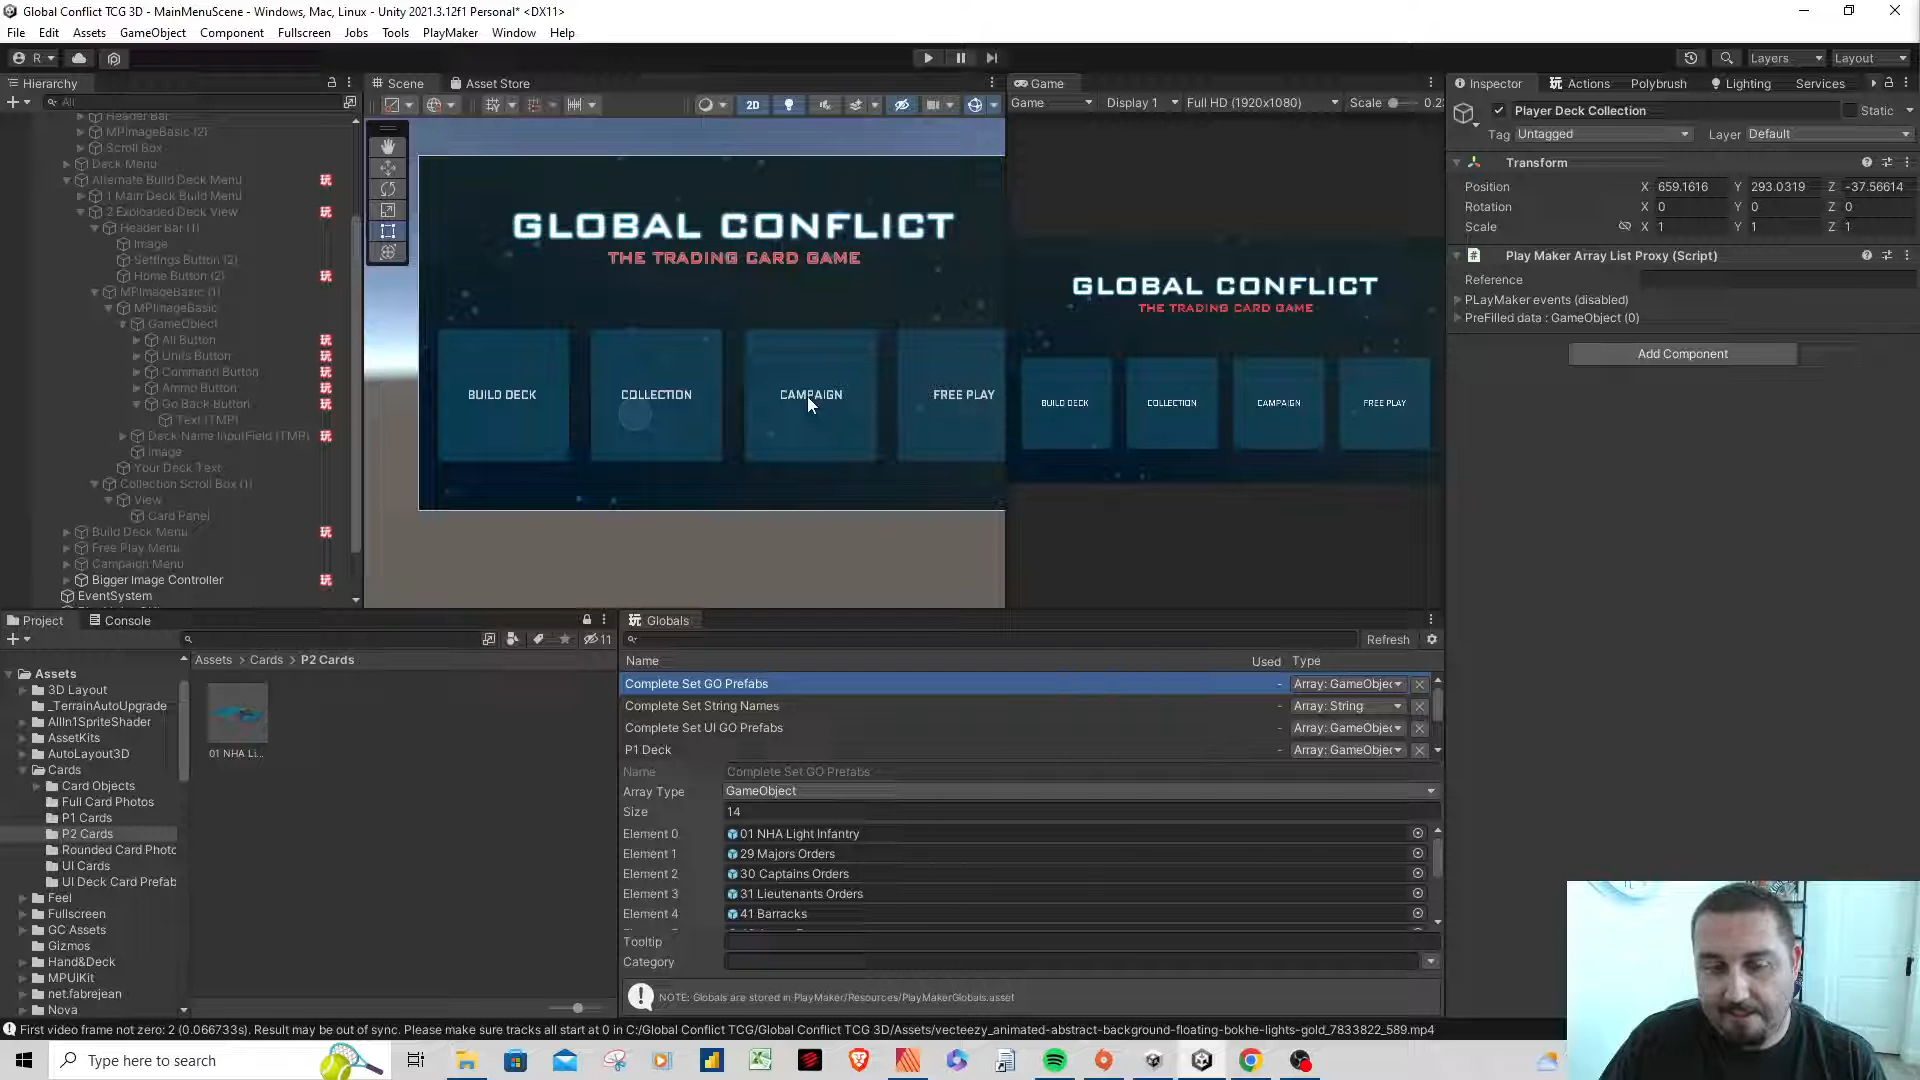 Global Conflict TCG 3D - MainMenuScene - Windows, Mac, Linux - Unity 2021.3.12f1 Personal* <DX11>
File Edit Assets GameObject Component Fullscreen Jobs Tools PlayMaker Window Help
R Layers Layout
Hierarchy
All
Header Bar
MPImageBasic (2)
Scroll Box
Deck Menu
Alternate Build Deck Menu
1 Main Deck Build Menu
2 Exoloaded Deck View
Header Bar (1)
Image
Settings Button (2)
Home Button (2)
MPImageBasic (1)
MPImageBasic
GameObject
All Button
Units Button
Command Button
Ammo Button
Go Back Button
Text (TMP)
Deck Name InputField (TMP)
Image
Your Deck Text
Collection Scroll Box (1)
View
Card Panel
Build Deck Menu
Free Play Menu
Campaign Menu
Bigger Image Controller
EventSystem
Scene Asset Store
2D
GLOBAL CONFLICT
THE TRADING CARD GAME
BUILD DECK COLLECTION CAMPAIGN FREE PLAY
Game
Game Display 1 Full HD (1920x1080) Scale 0.2
GLOBAL CONFLICT
THE TRADING CARD GAME
BUILD DECK COLLECTION CAMPAIGN FREE PLAY
Inspector Actions Polybrush Lighting Services
Player Deck Collection Static
Tag Untagged Layer Default
Transform
Position X 659.1616 Y 293.0319 Z -37.56614
Rotation X 0 Y 0 Z 0
Scale X 1 Y 1 Z 1
Play Maker Array List Proxy (Script)
Reference
PLayMaker events (disabled)
PreFilled data : GameObject (0)
Add Component
Project Console
11
Assets
3D Layout
_TerrainAutoUpgrade
AllIn1SpriteShader
AssetKits
AutoLayout3D
Cards
Card Objects
Full Card Photos
P1 Cards
P2 Cards
Rounded Card Photo
UI Cards
UI Deck Card Prefab
Feel
Fullscreen
GC Assets
Gizmos
Hand&Deck
MPUIKit
net.fabrejean
Nova
Assets > Cards > P2 Cards
01 NHA Li...
Globals
Refresh
Name Used Type
Complete Set GO Prefabs - Array: GameObjec
Complete Set String Names - Array: String
Complete Set UI GO Prefabs - Array: GameObjec
P1 Deck - Array: GameObjec
Name Complete Set GO Prefabs
Array Type GameObject
Size 14
Element 0 01 NHA Light Infantry
Element 1 29 Majors Orders
Element 2 30 Captains Orders
Element 3 31 Lieutenants Orders
Element 4 41 Barracks
Tooltip
Category
NOTE: Globals are stored in PlayMaker/Resources/PlayMakerGlobals.asset
First video frame not zero: 2 (0.066733s). Result may be out of sync. Please make sure tracks all start at 0 in C:/Global Conflict TCG/Global Conflict TCG 3D/Assets/vecteezy_animated-abstract-background-floating-bokhe-lights-gold_7833822_589.mp4
Type here to search